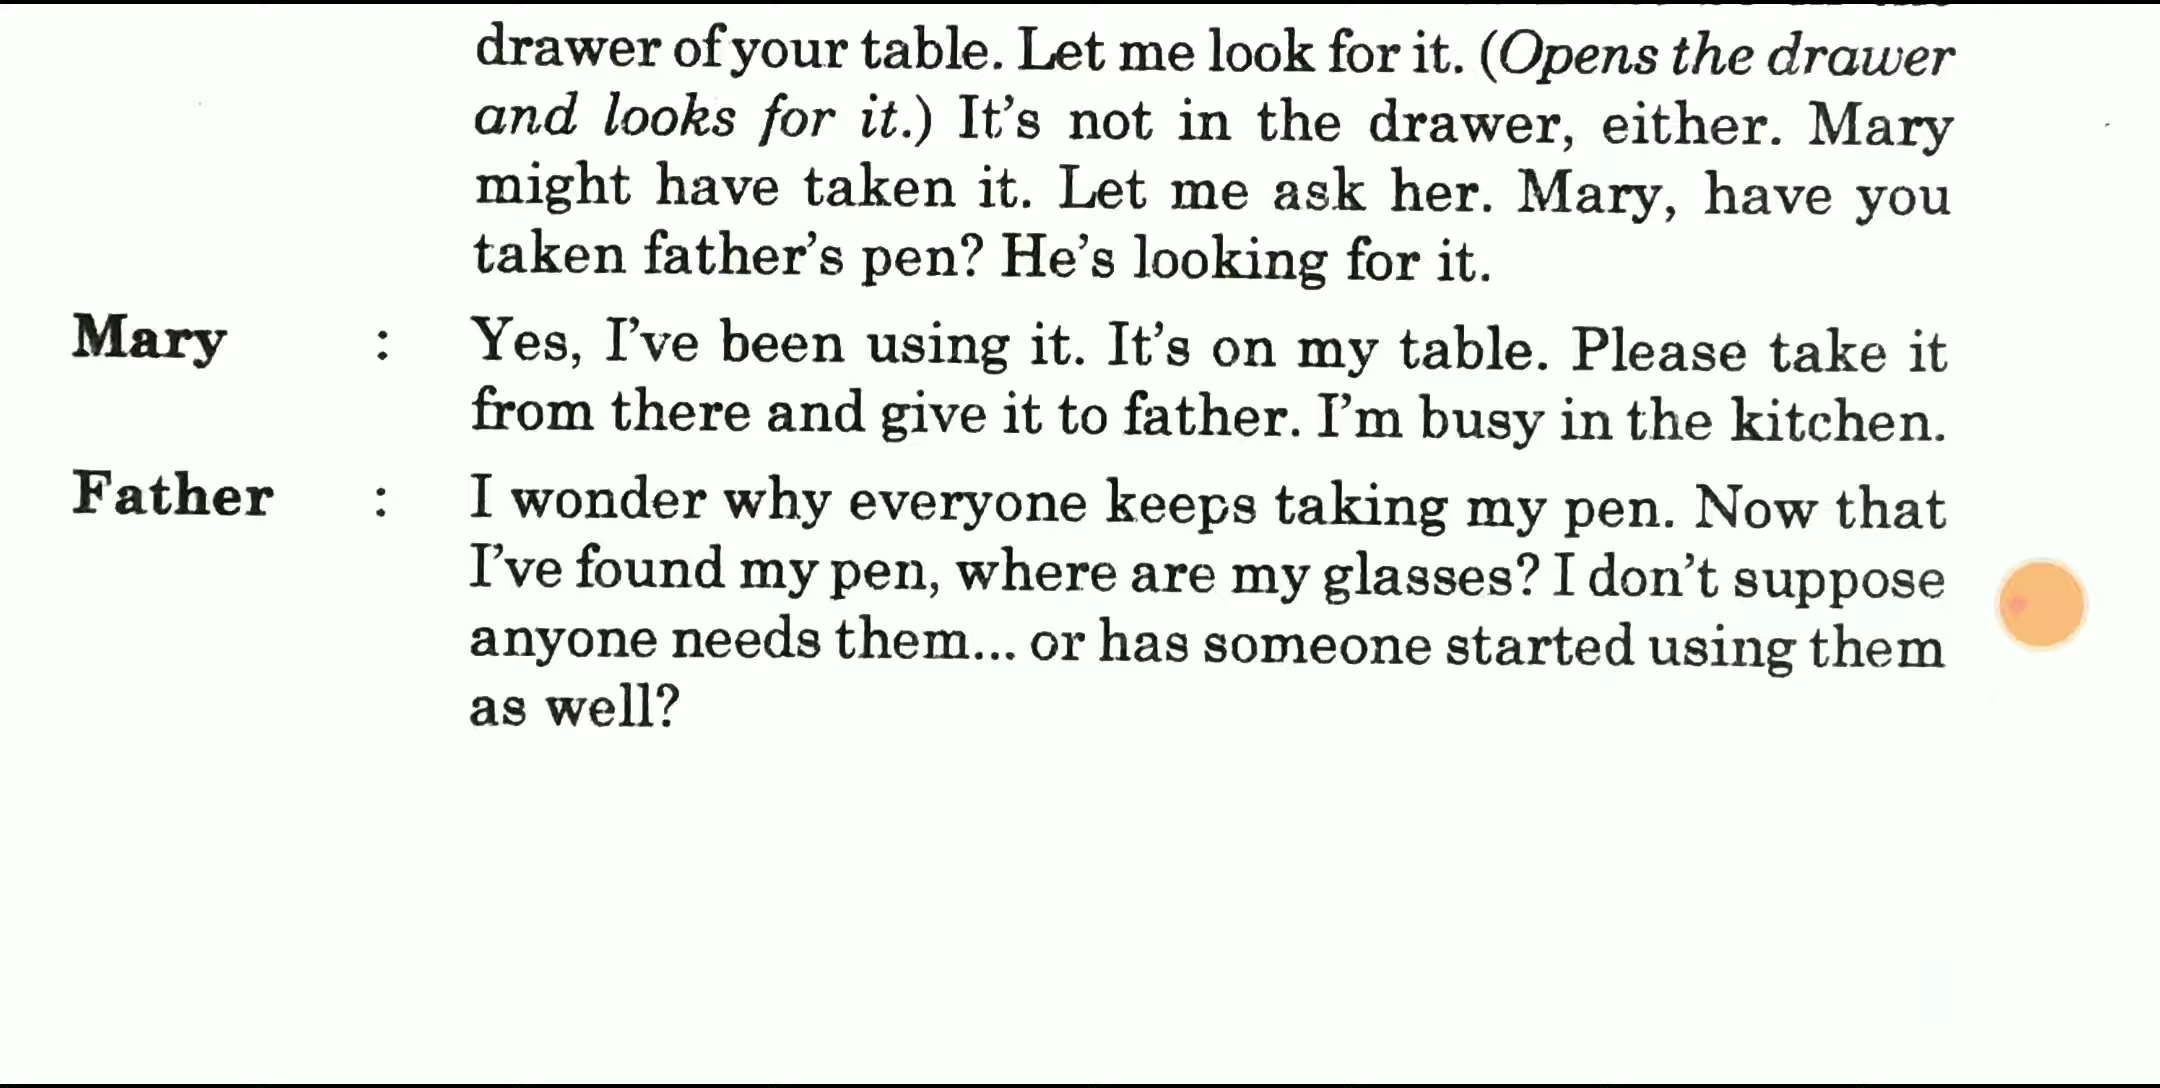 drawer of your table. Let me look for it. (Opens the drawer
and looks for it.) It's not in the drawer, either. Mary
might have taken it. Let me ask her. Mary, have you
taken father's pen? He's looking for it.
Mary : Yes, I've been using it. It's on my table. Please take it
from there and give it to father. I'm busy in the kitchen.
Father : I wonder why everyone keeps taking my pen. Now that
I've found my pen, where are my glasses? I don't suppose
anyone needs them... or has someone started using them
as well?